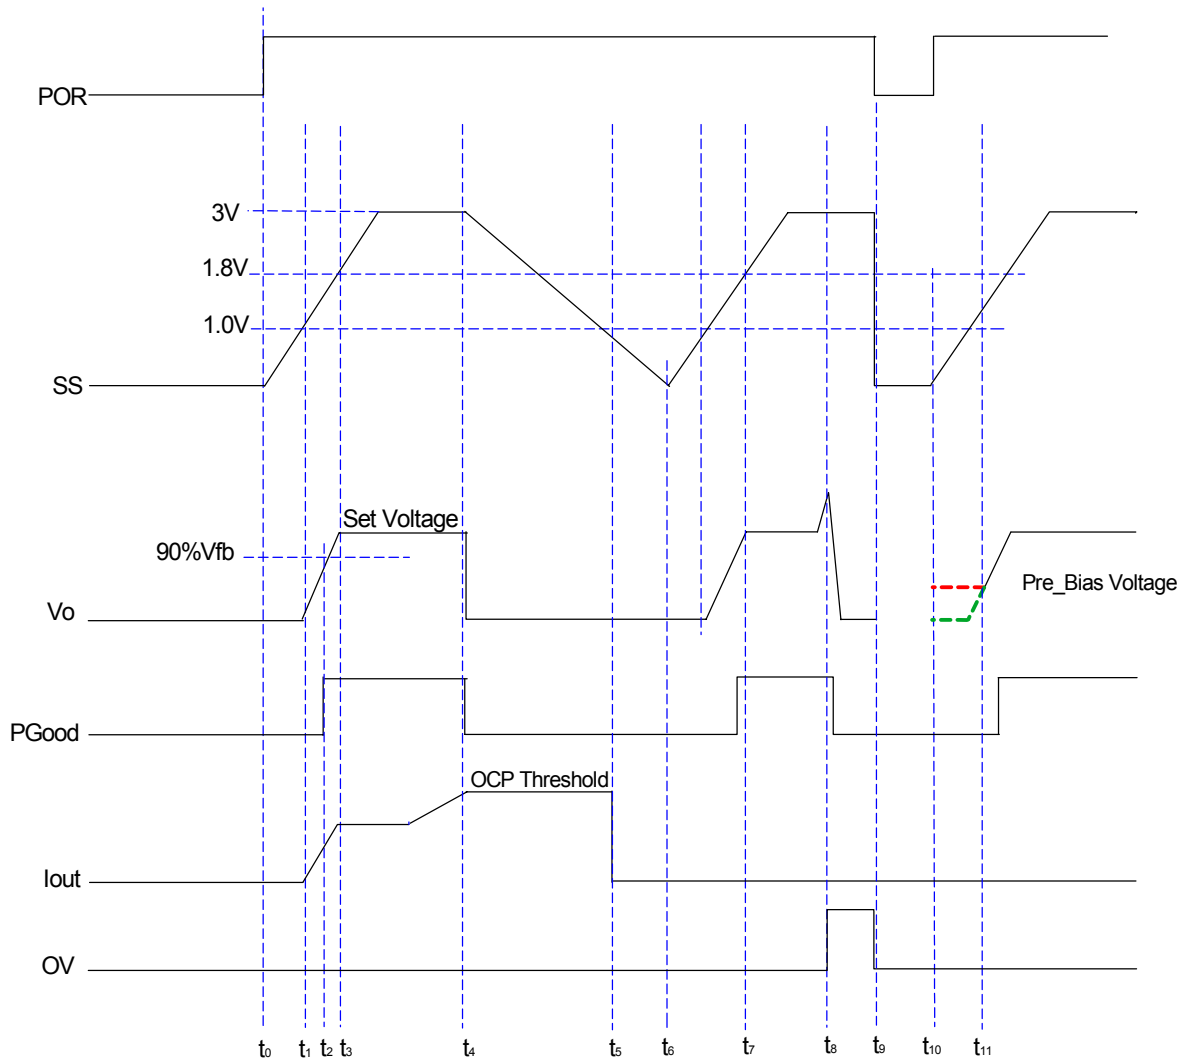 POR
3V
1.8V
1.0V
SS
Set Voltage
90%Vfb
Pre_Bias Voltage
Vo
PGood
OCP Threshold
Iout
OV
t0 t1 t2 t3 t4 t5 t6 t7 t8 t9 t10 t11